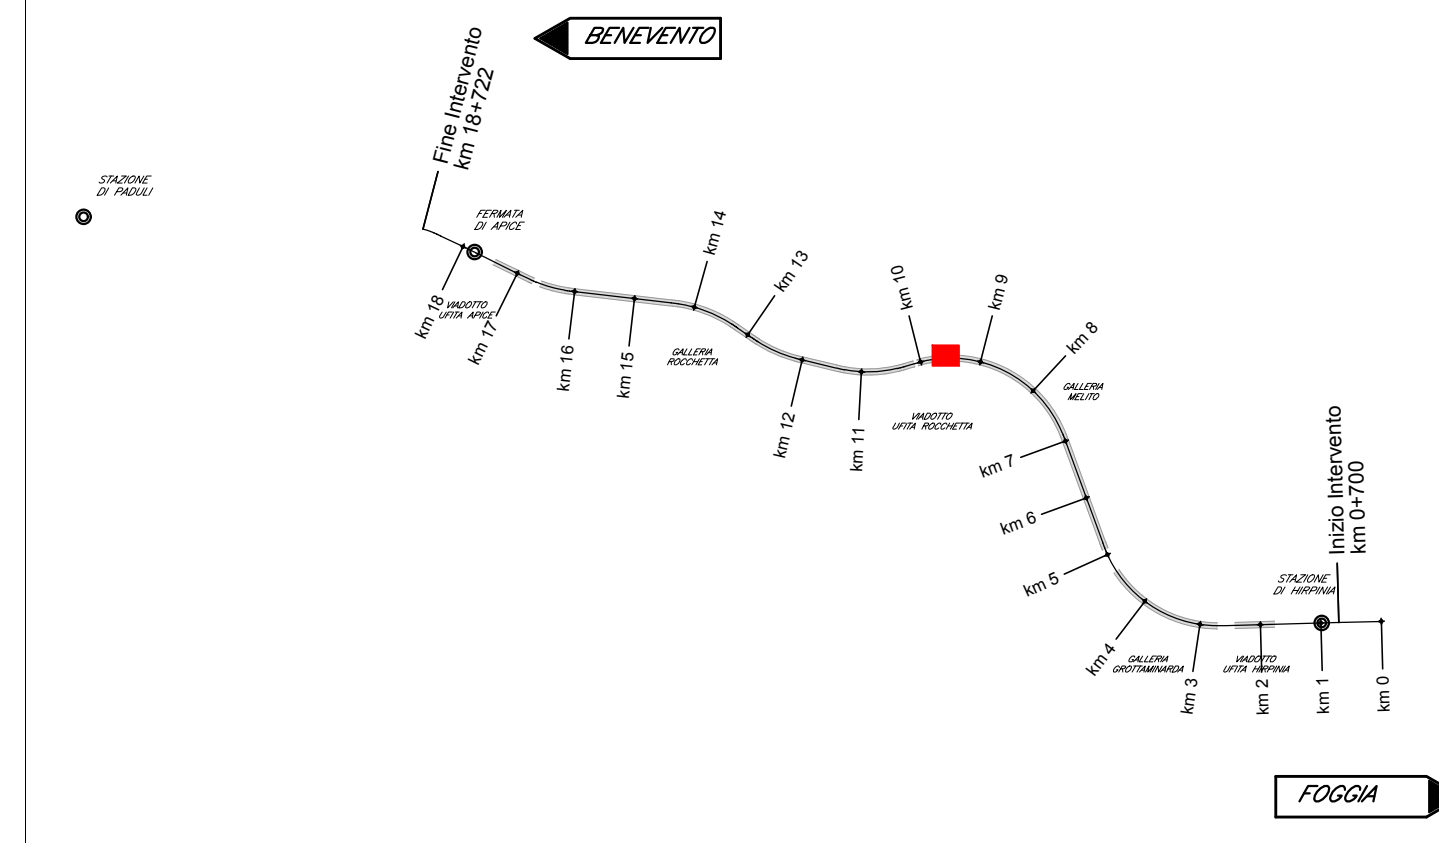 BENEVENTO
Fine Intervento
km 18+722
STAZIONE
DI PADULI
FERMATA
DI APICE
km 18
VIADOTTO
UFITA APICE
km 17
km 16
km 15
km 14
GALLERIA
ROCCHETTA
km 13
km 12
km 11
km 10
VIADOTTO
UFITA ROCCHETTA
km 9
km 8
GALLERIA
MELITO
km 7
km 6
km 5
km 4
GALLERIA
GROTTAMINARDA
km 3
VIADOTTO
UFITA HIRPINIA
km 2
STAZIONE
DI HIRPINIA
km 1
Inizio Intervento
km 0+700
km 0
FOGGIA